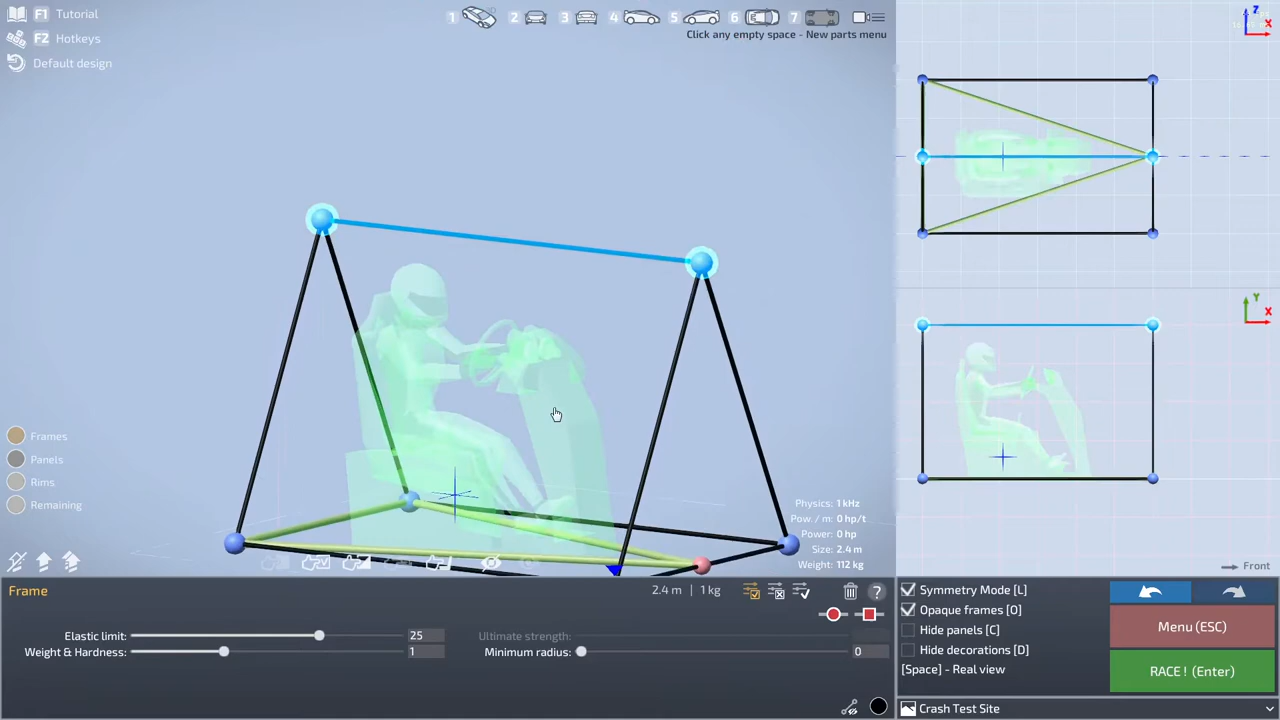 F1 Tutorial
F2 Hotkeys
Default design
1 2 3 4 5 6 7
Click any empty space - New parts menu
Z
X
Y
X
Frames
Panels
Rims
Remaining
Physics: 1 kHz
Pow. / m: 0 hp/t
Power: 0 hp
Size: 2.4 m
Weight: 112 kg
Front
Frame
2.4 m | 1 kg
?
Elastic limit: 25
Weight & Hardness: 1
Ultimate strength:
Minimum radius: 0
Symmetry Mode [L]
Opaque frames [O]
Hide panels [C]
Hide decorations [D]
[Space] - Real view
Menu (ESC)
RACE ! (Enter)
Crash Test Site